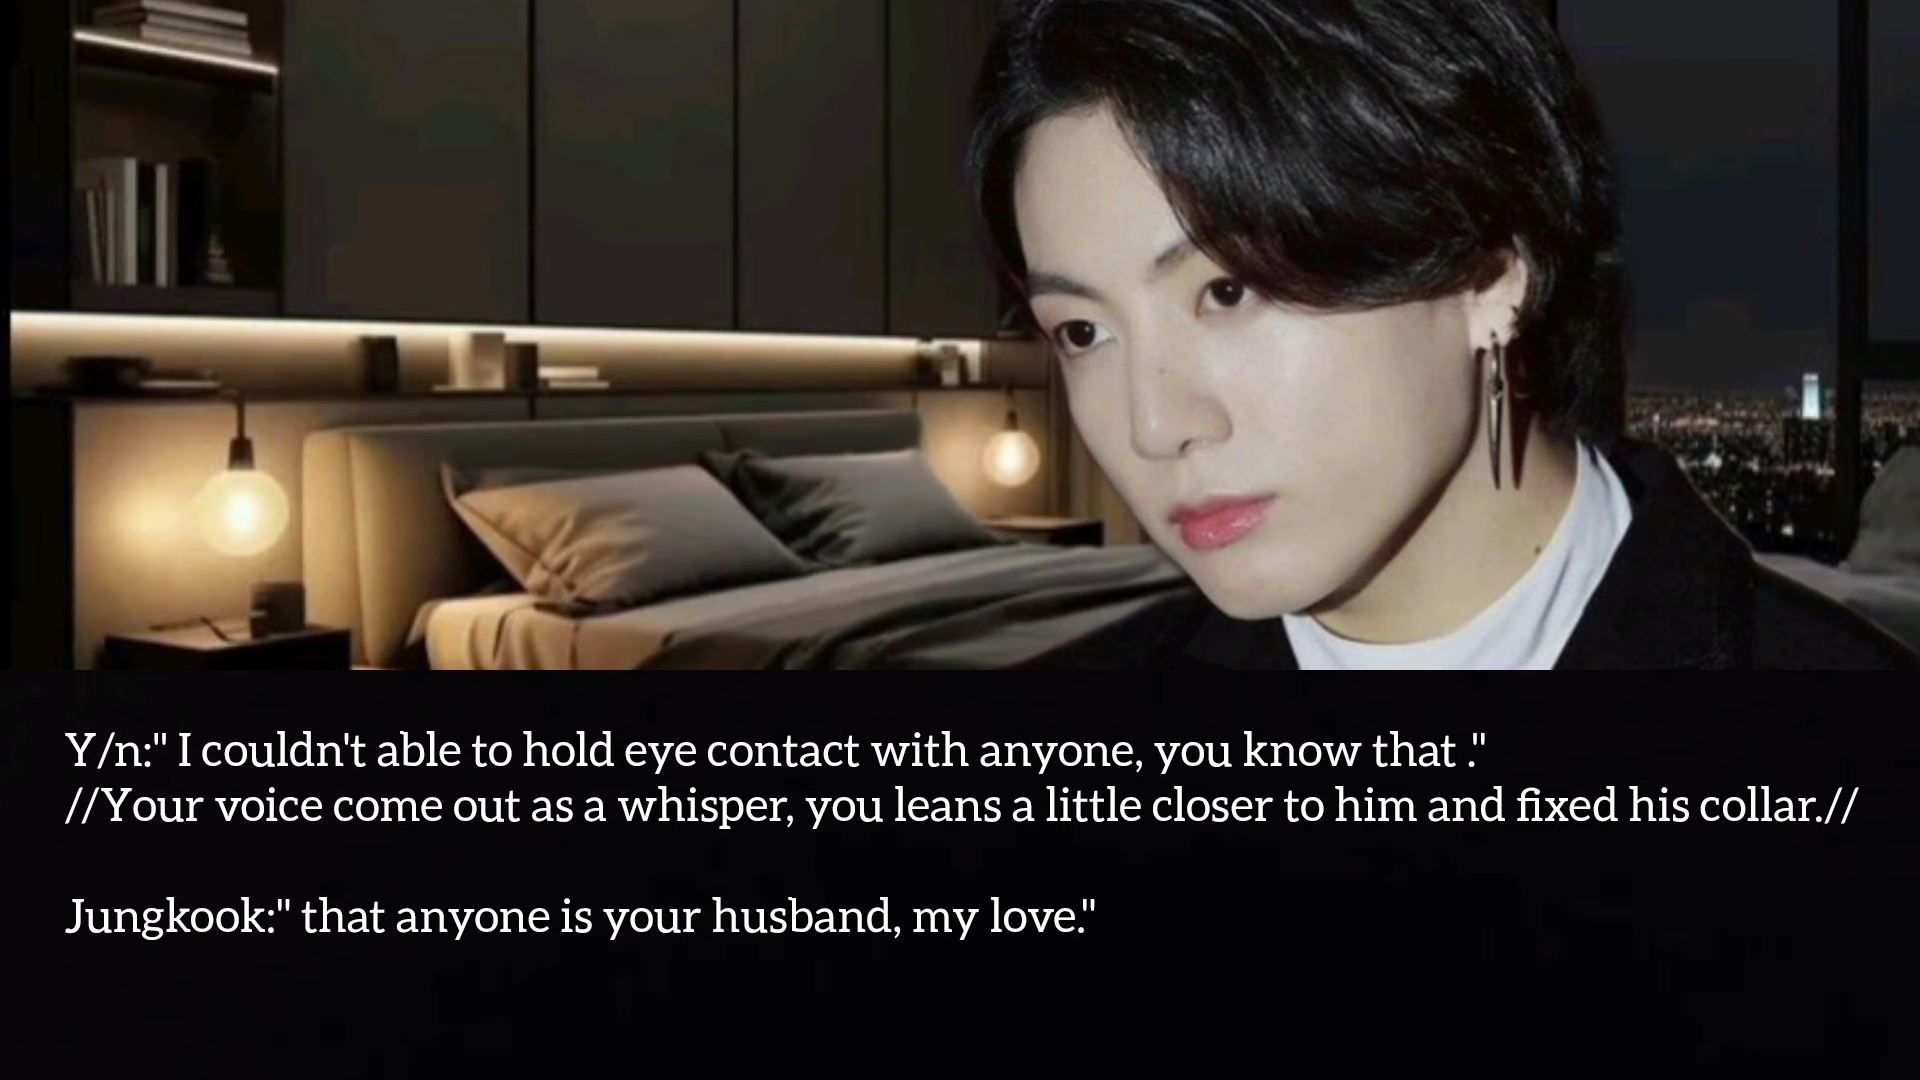 Y/n:" I couldn't able to hold eye contact with anyone, you know that ."
//Your voice come out as a whisper, you leans a little closer to him and fixed his collar.//
Jungkook:" that anyone is your husband, my love."